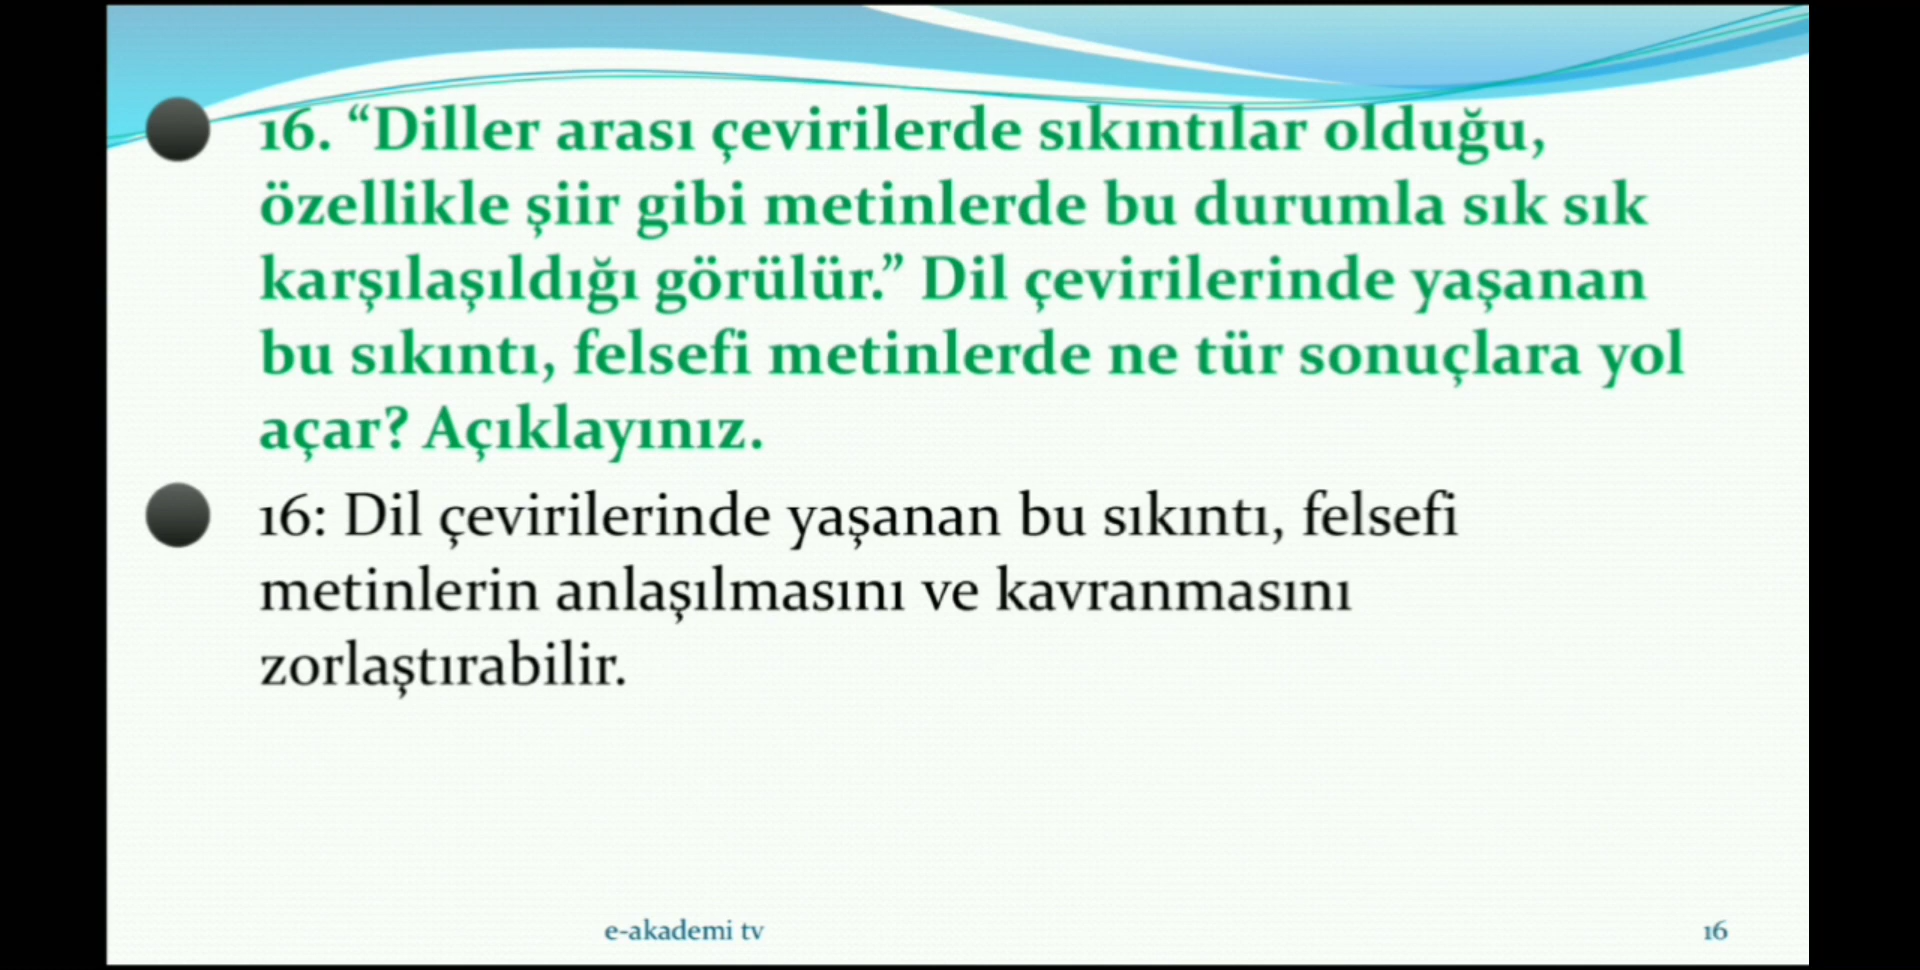 16. “Diller arası çevirilerde sıkıntılar olduğu,
özellikle şiir gibi metinlerde bu durumla sık sık
karşılaşıldığı görülür.” Dil çevirilerinde yaşanan
bu sıkıntı, felsefi metinlerde ne tür sonuçlara yol
açar? Açıklayınız.
16: Dil çevirilerinde yaşanan bu sıkıntı, felsefi
metinlerin anlaşılmasını ve kavranmasını
zorlaştırabilir.
e-akademi tv
16